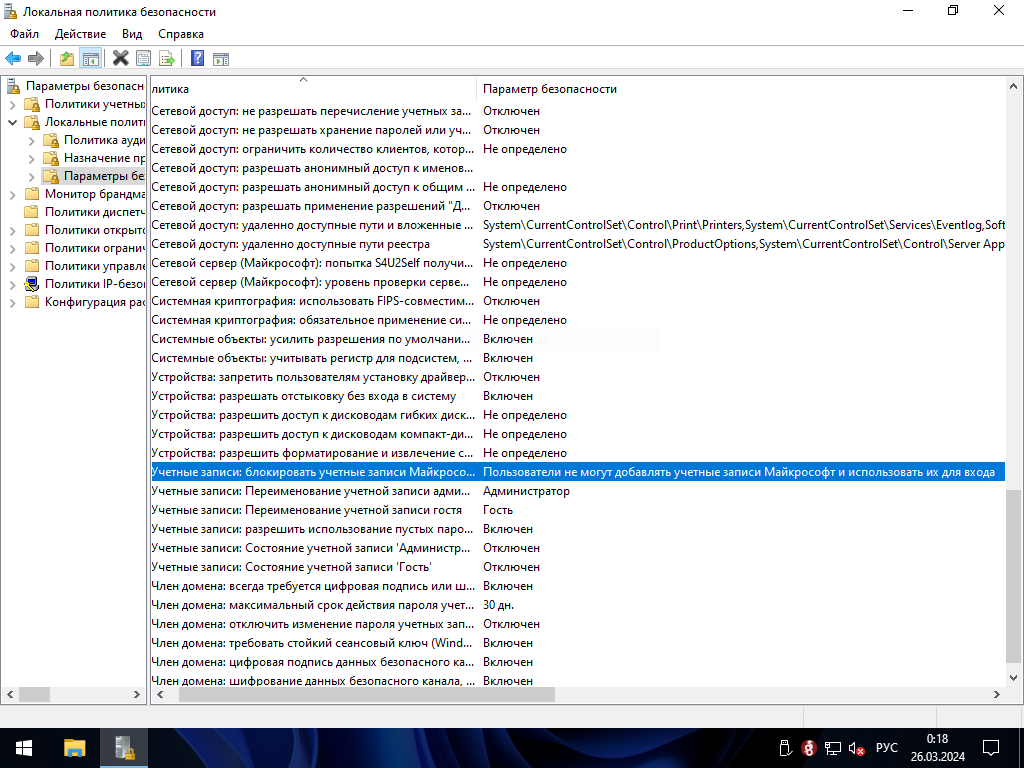 Локальная политика безопасности
Файл Действие Вид Справка
Параметры безопасн
Политики учетных
Локальные полит
Политика ауди
Назначение пр
Параметры бе
Монитор брандма
Политики диспетч
Политики открыто
Политики огранич
Политики управле
Политики IP-безо
Конфигурация рас
литика Параметр безопасности
Сетевой доступ: не разрешать перечисление учетных за... Отключен
Сетевой доступ: не разрешать хранение паролей или уч... Отключен
Сетевой доступ: ограничить количество клиентов, котор... Не определено
Сетевой доступ: разрешать анонимный доступ к именов...
Сетевой доступ: разрешать анонимный доступ к общим ... Не определено
Сетевой доступ: разрешать применение разрешений "Д... Отключен
Сетевой доступ: удаленно доступные пути и вложенные ... System\CurrentControlSet\Control\Print\Printers,System\CurrentControlSet\Services\Eventlog,Soft
Сетевой доступ: удаленно доступные пути реестра System\CurrentControlSet\Control\ProductOptions,System\CurrentControlSet\Control\Server App
Сетевой сервер (Майкрософт): попытка S4U2Self получи... Не определено
Сетевой сервер (Майкрософт): уровень проверки серве... Не определено
Системная криптография: использовать FIPS-совместим... Отключен
Системная криптография: обязательное применение си... Не определено
Системные объекты: усилить разрешения по умолчани... Включен
Системные объекты: учитывать регистр для подсистем, ... Включен
Устройства: запретить пользователям установку драйвер... Отключен
Устройства: разрешать отстыковку без входа в систему Включен
Устройства: разрешить доступ к дисководам гибких диск... Не определено
Устройства: разрешить доступ к дисководам компакт-ди... Не определено
Устройства: разрешить форматирование и извлечение с... Не определено
Учетные записи: блокировать учетные записи Майкросо... Пользователи не могут добавлять учетные записи Майкрософт и использовать их для входа
Учетные записи: Переименование учетной записи адми... Администратор
Учетные записи: Переименование учетной записи гостя Гость
Учетные записи: разрешить использование пустых паро... Включен
Учетные записи: Состояние учетной записи 'Администр... Отключен
Учетные записи: Состояние учетной записи 'Гость' Отключен
Член домена: всегда требуется цифровая подпись или ш... Включен
Член домена: максимальный срок действия пароля учет... 30 дн.
Член домена: отключить изменение пароля учетных зап... Отключен
Член домена: требовать стойкий сеансовый ключ (Wind... Включен
Член домена: цифровая подпись данных безопасного ка... Включен
Член домена: шифрование данных безопасного канала, ... Включен
РУС
0:18
26.03.2024